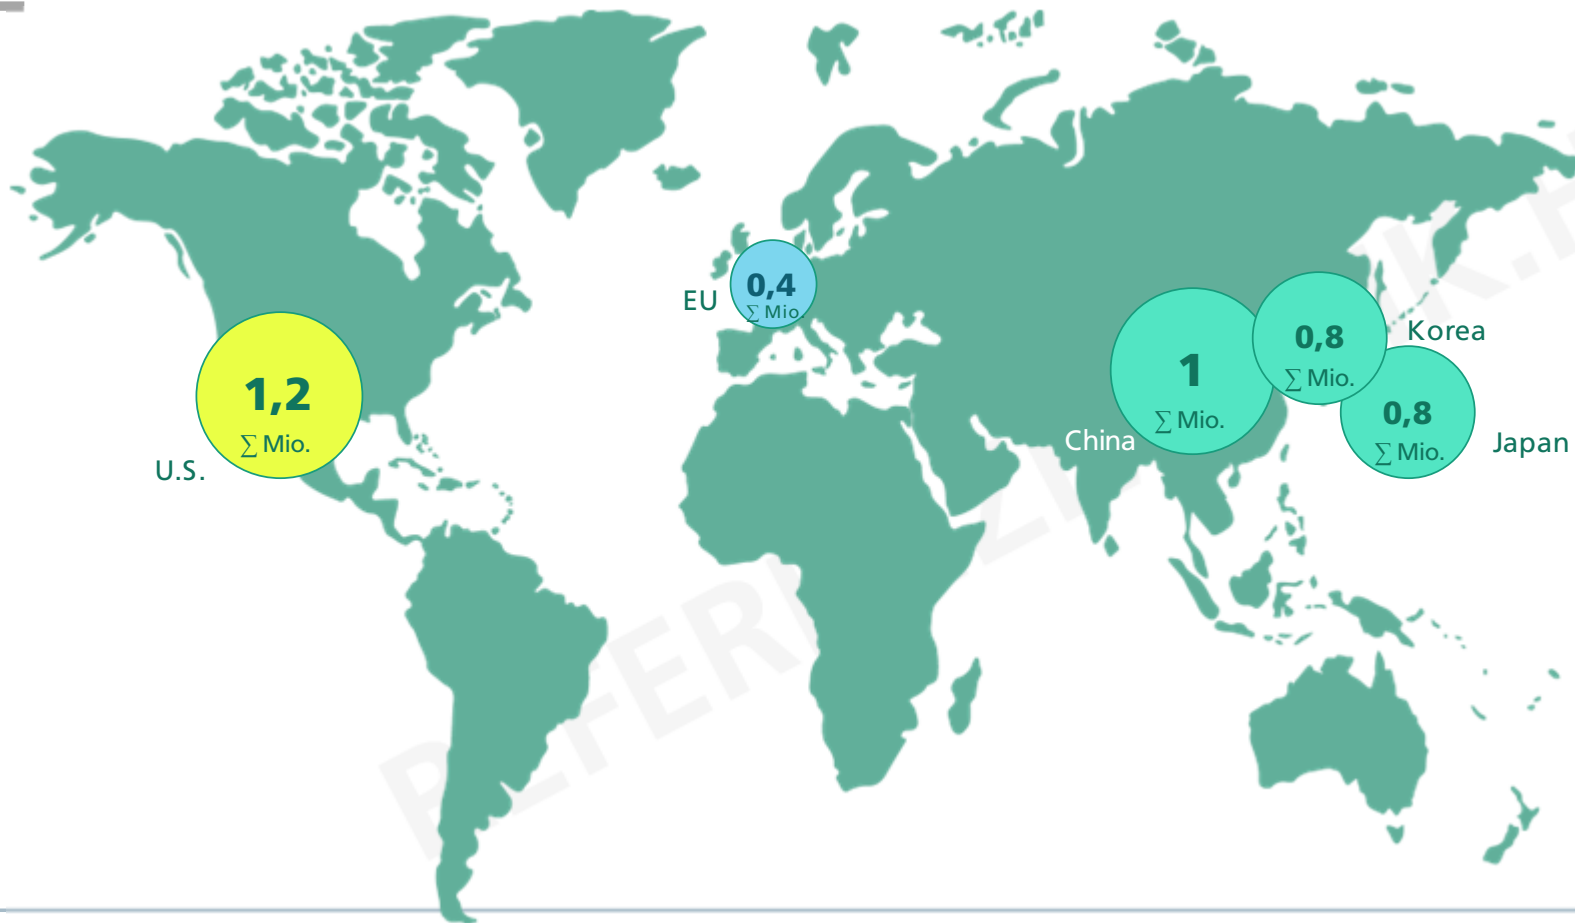 EU
0,4
∑ Mio.
1,2
∑ Mio.
U.S.
1
∑ Mio.
China
0,8
∑ Mio.
Korea
0,8
∑ Mio.
Japan